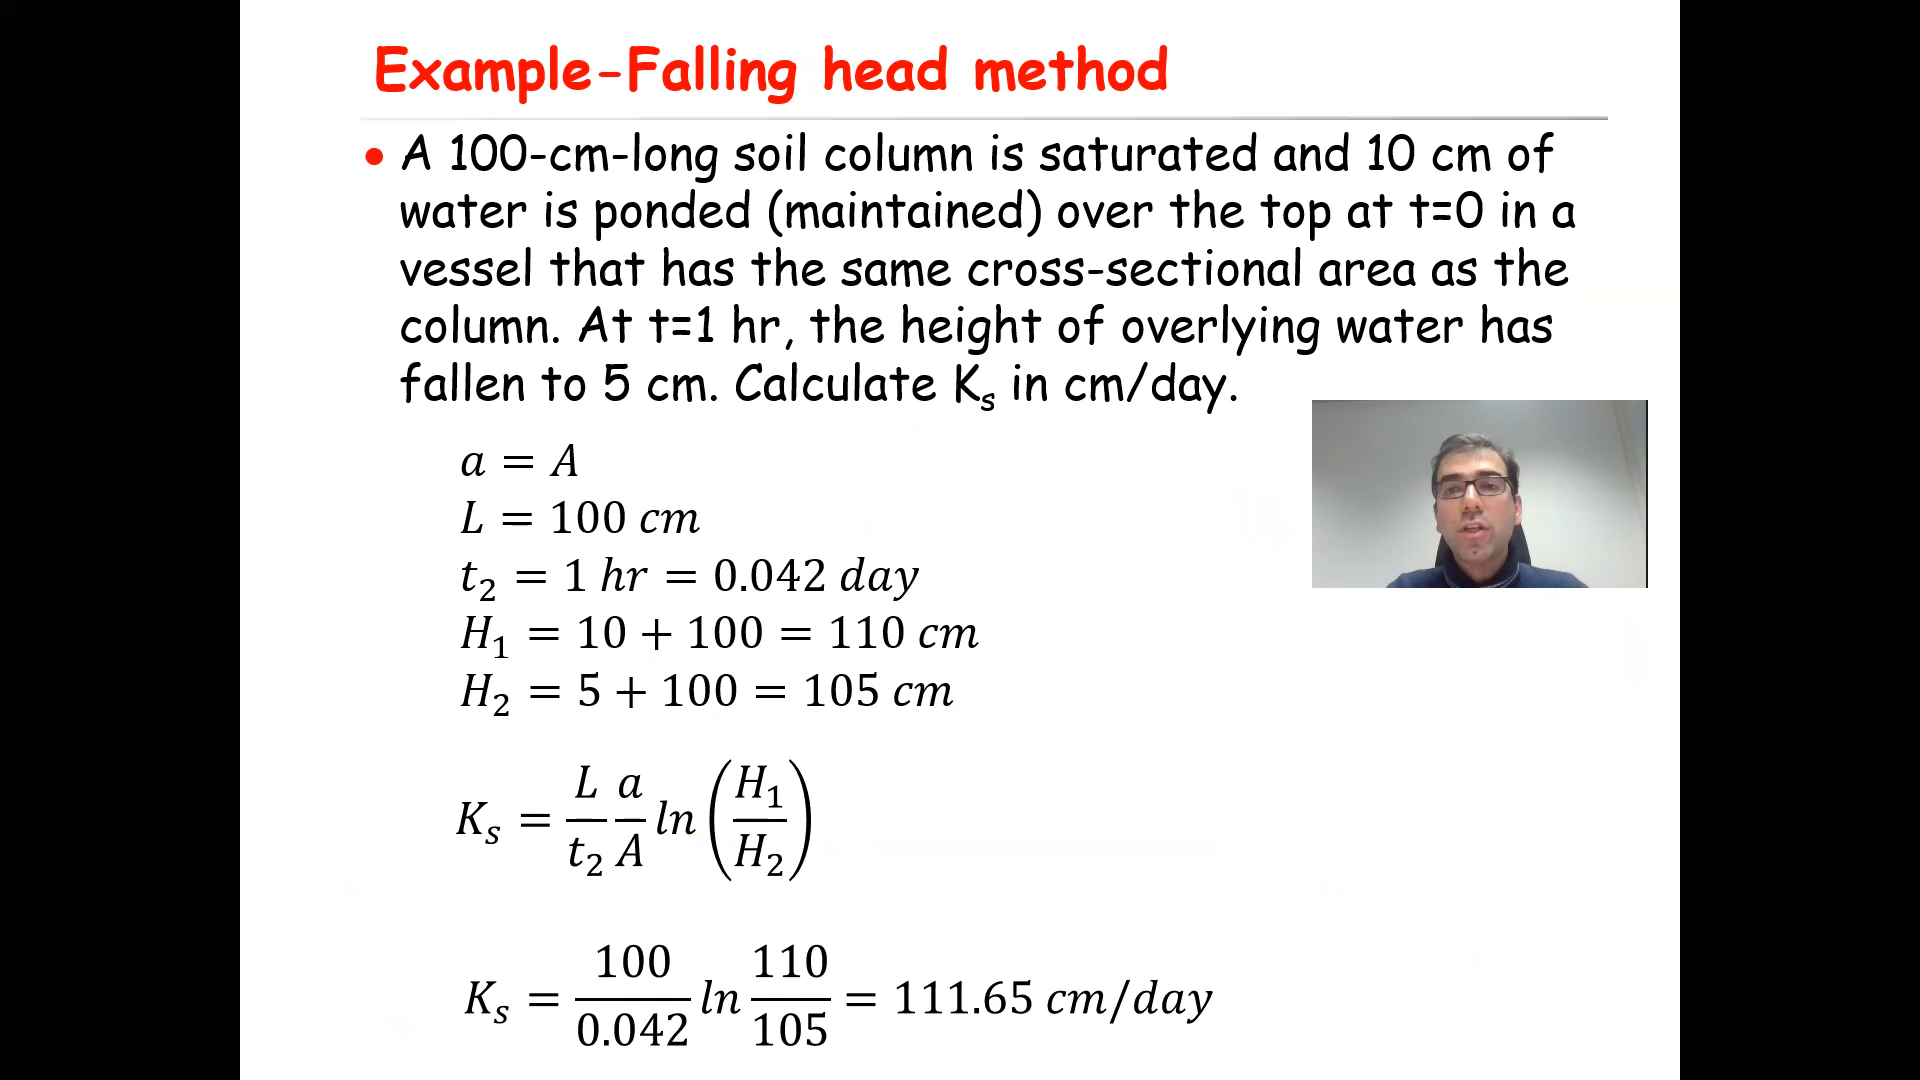 Example-Falling head method
• A 100-cm-long soil column is saturated and 10 cm of
water is ponded (maintained) over the top at t=0 in a
vessel that has the same cross-sectional area as the
column. At t=1 hr, the height of overlying water has
fallen to 5 cm. Calculate Kₛ in cm/day.
a = A
L = 100 cm
t₂ = 1 hr = 0.042 day
H₁ = 10 + 100 = 110 cm
H₂ = 5 + 100 = 105 cm
Kₛ = L/t₂ a/A ln (H₁/H₂)
Kₛ = 100/0.042 ln 110/105 = 111.65 cm/day